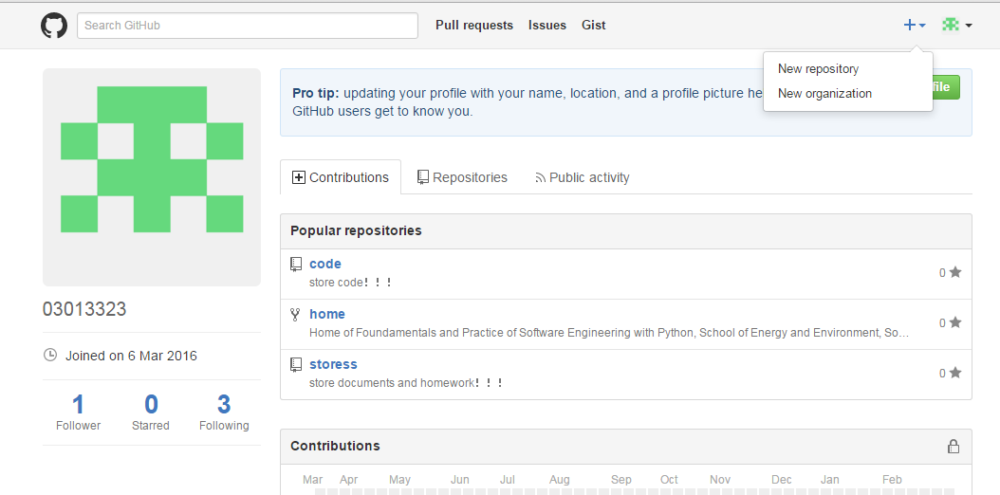 Search GitHub
Pull requests Issues Gist
New repository
New organization
Pro tip: updating your profile with your name, location, and a profile picture he
GitHub users get to know you.
file
Contributions Repositories Public activity
Popular repositories
code
store code！！！
0
home
Home of Foundamentals and Practice of Software Engineering with Python, School of Energy and Environment, So…
0
storess
store documents and homework！！！
0
03013323
Joined on 6 Mar 2016
1 0 3
Follower Starred Following
Contributions
Mar Apr May Jun Jul Aug Sep Oct Nov Dec Jan Feb